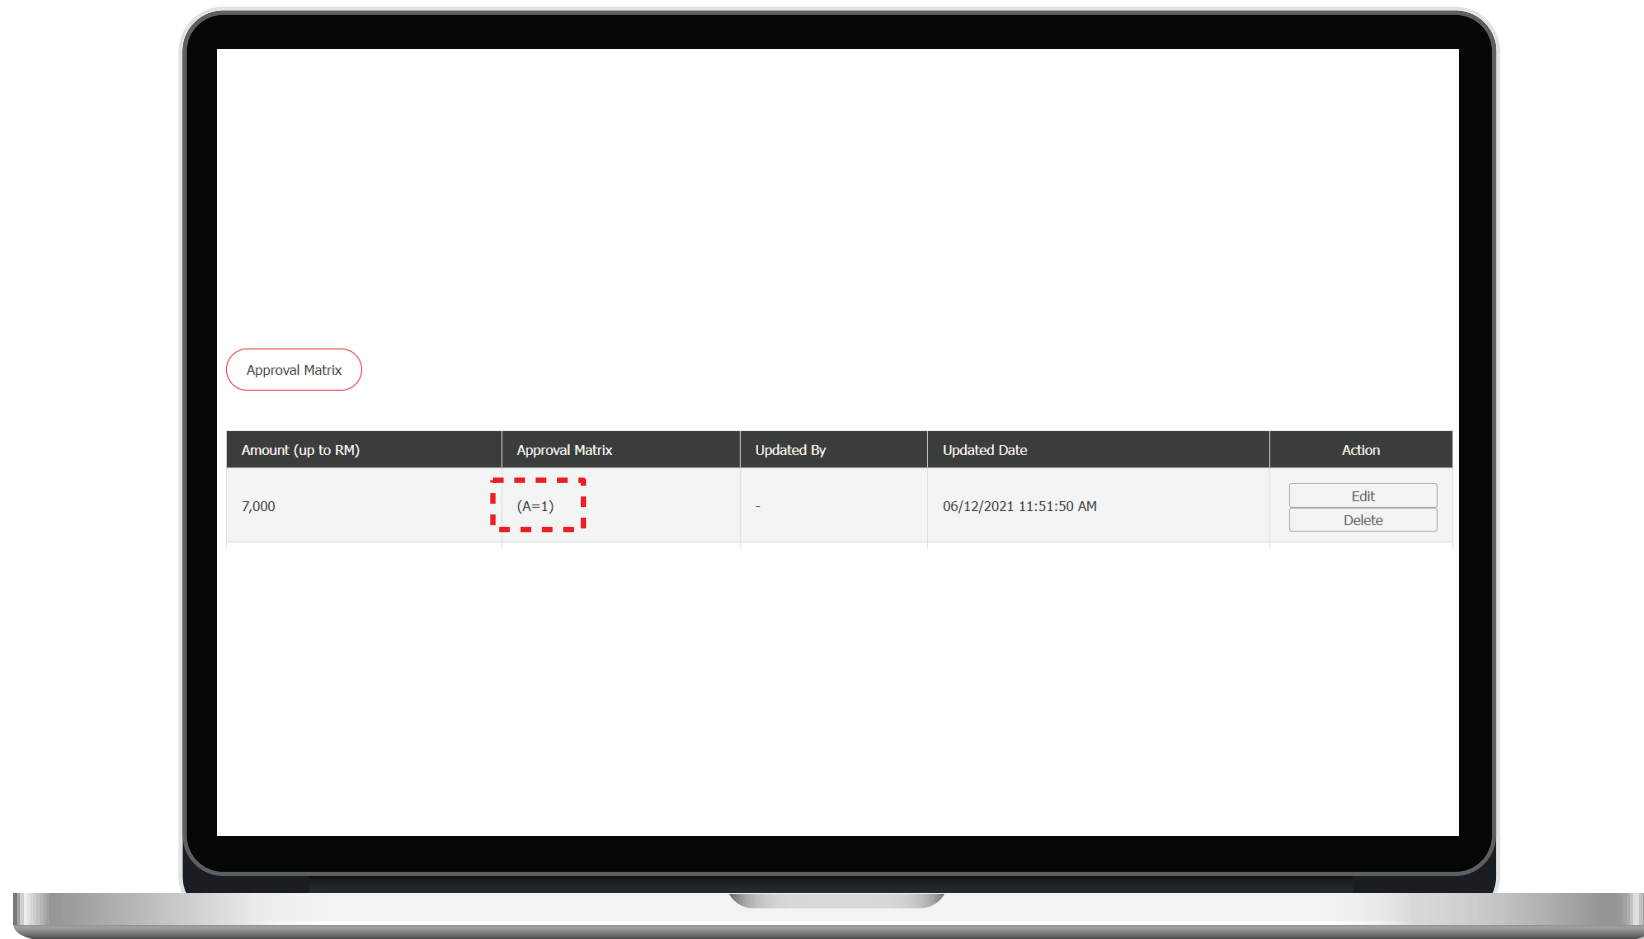 Approval Matrix
Amount (up to RM) Approval Matrix Updated By Updated Date Action
7,000 (A=1) - 06/12/2021 11:51:50 AM Edit
Delete